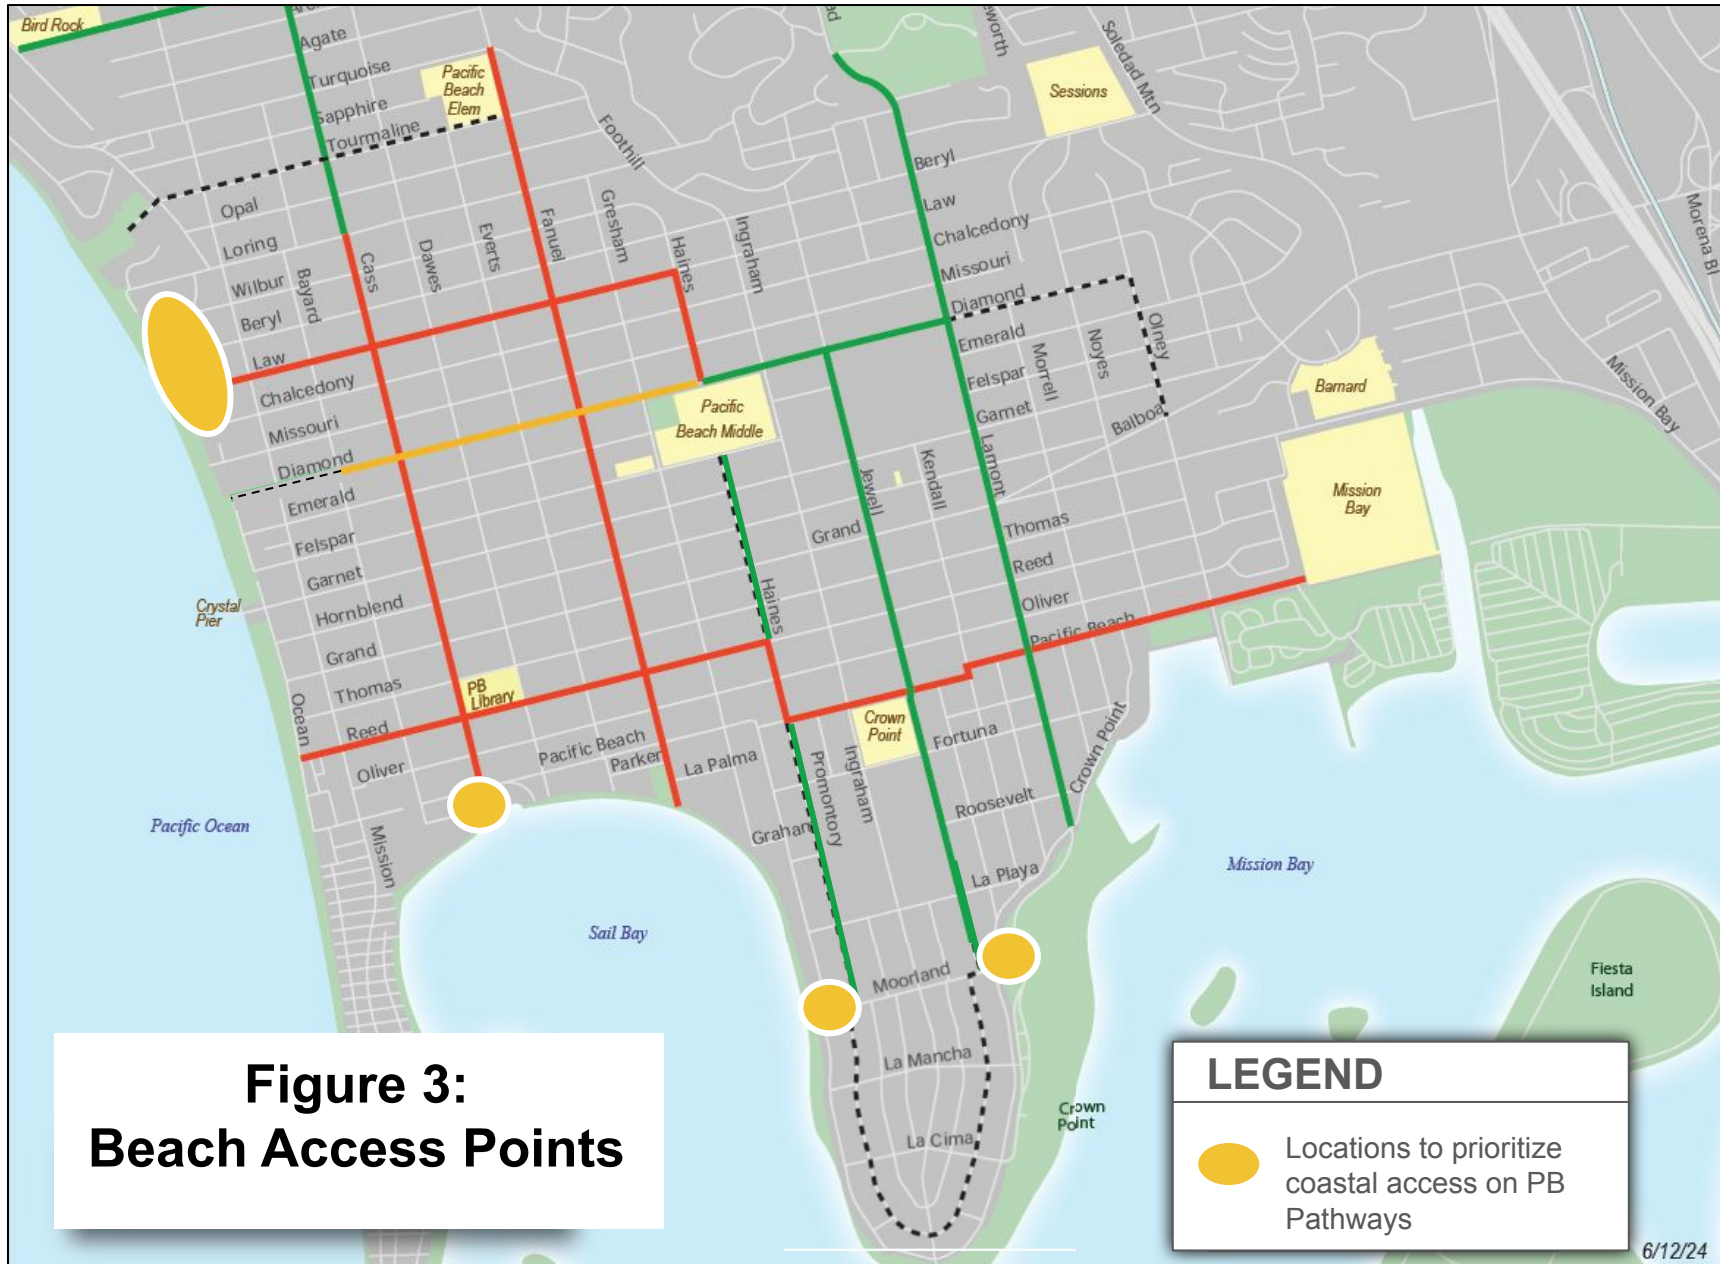 Bird Rock
Agate
Turquoise
Sapphire
Tourmaline
Pacific
Beach
Elem
Foothill
eworth
Soledad Mtn
Sessions
Opal
Loring
Wilbur
Beryl
Law
Chalcedony
Missouri
Diamond
Emerald
Felspar
Garnet
Hornblend
Grand
Thomas
Reed
Oliver
Bayard
Cass
Dawes
Everts
Fanuel
Gresham
Haines
Ingraham
Beryl
Law
Chalcedony
Missouri
Diamond
Emerald
Felspar
Garnet
Morrell
Noyes
Olney
Balboa
Lamont
Barnard
Mission Bay
Morena Bl
Mission
Bay
Pacific
Beach Middle
Jewell
Kendall
Grand
Thomas
Reed
Oliver
Pacific Beach
Haines
Crystal
Pier
Ocean
PB
Library
Pacific Beach
Parker
La Palma
Promontory
Ingraham
Graham
Crown
Point
Fortuna
Roosevelt
La Playa
Crown Point
Mission
Pacific Ocean
Sail Bay
Mission Bay
Moorland
La Mancha
La Cima
Crown
Point
Fiesta
Island
Figure 3:
Beach Access Points
LEGEND
Locations to prioritize
coastal access on PB
Pathways
6/12/24